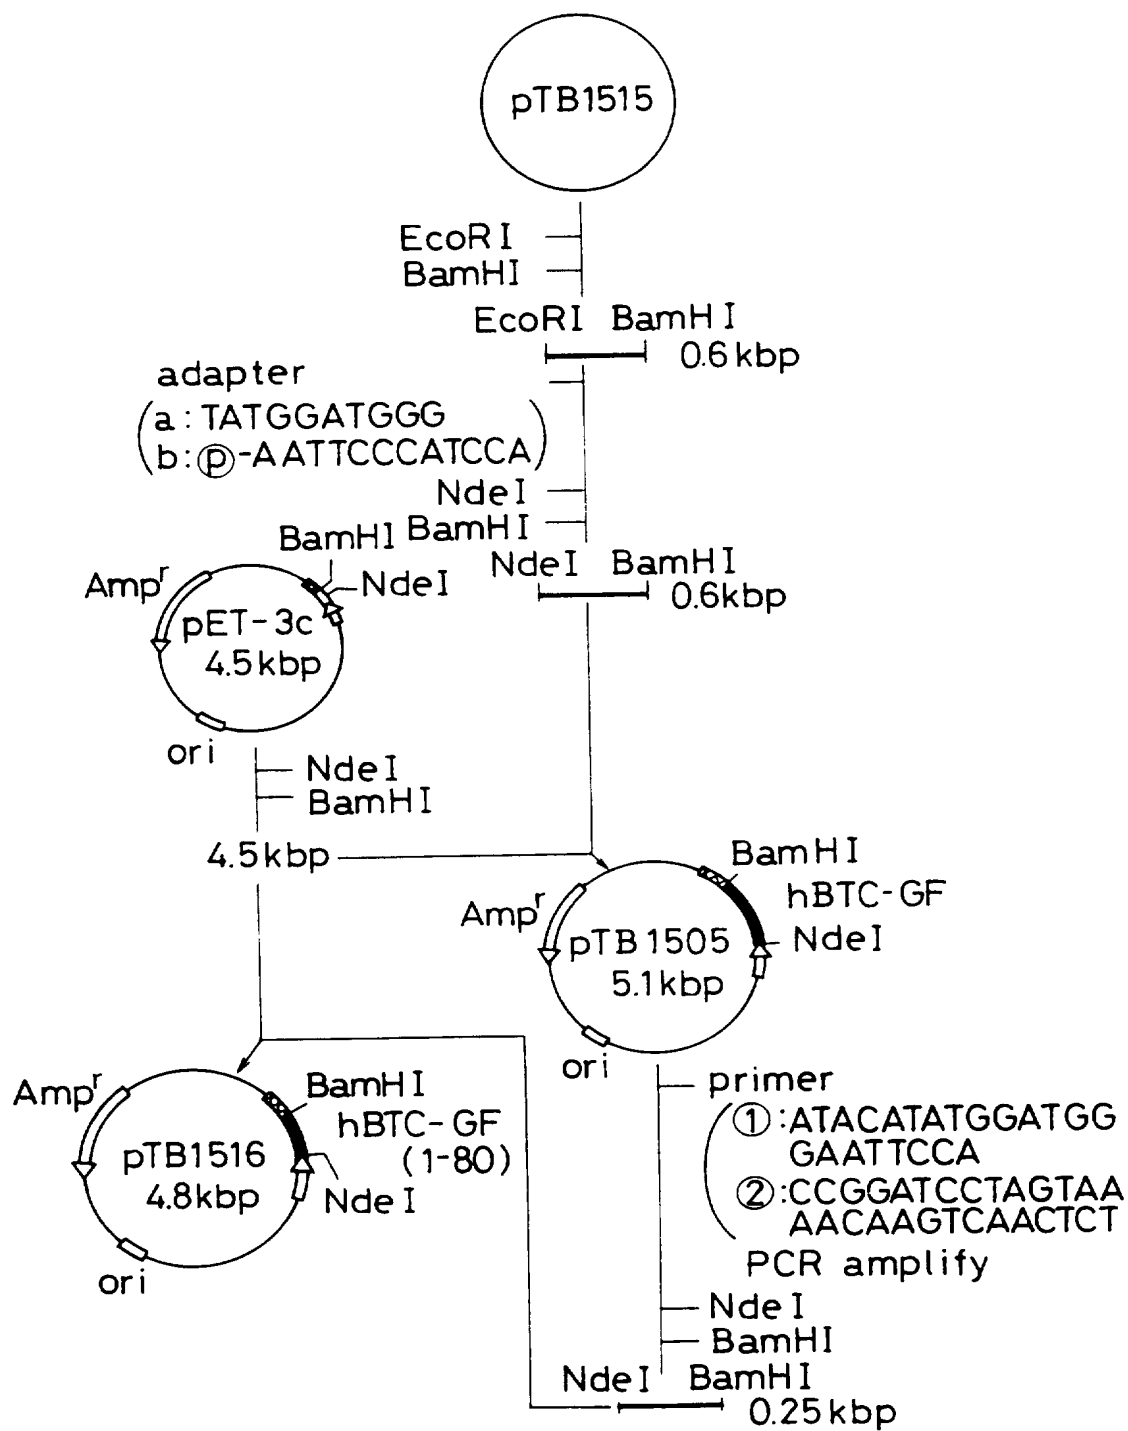 pTB1515
EcoRI
BamHI
EcoRI BamHI
0.6kbp
adapter
a: TATGGATGGG
b: ⓟ-AATTCCCATCCA
NdeI
BamHI
NdeI BamHI
0.6kbp
BamHI
NdeI
Ampʳ
pET-3c
4.5kbp
ori
NdeI
BamHI
4.5kbp
BamHI
hBTC-GF
NdeI
Ampʳ
pTB1505
5.1kbp
ori
primer
①:ATACATATGGATGG
GAATTCCA
②:CCGGATCCTAGTAA
AACAAGTCAACTCT
PCR amplify
NdeI
BamHI
NdeI BamHI
0.25kbp
Ampʳ
BamHI
hBTC-GF
(1-80)
NdeI
pTB1516
4.8kbp
ori